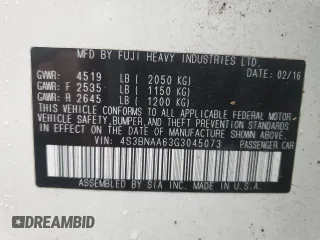 MFD BY FUJI HEAVY INDUSTRIES LTD. 02/16
GVWR: 4519 LB ( 2050 KG)
GAWR: F 2535 LB ( 1150 KG)
GAWR: R 2645 LB ( 1200 KG)
THIS VEHICLE CONFORMS TO ALL APPLICABLE FEDERAL MOTOR
VEHICLE SAFETY,BUMPER,AND THEFT PREVENTION STANDARDS
IN EFFECT ON THE DATE OF MANUFACTURE SHOWN ABOVE.
VIN: 4S3BNAA63G3045073 PASSENGER CAR
ASSEMBLED BY SIA INC. MADE IN U.S.A.
DealerCenter Auction